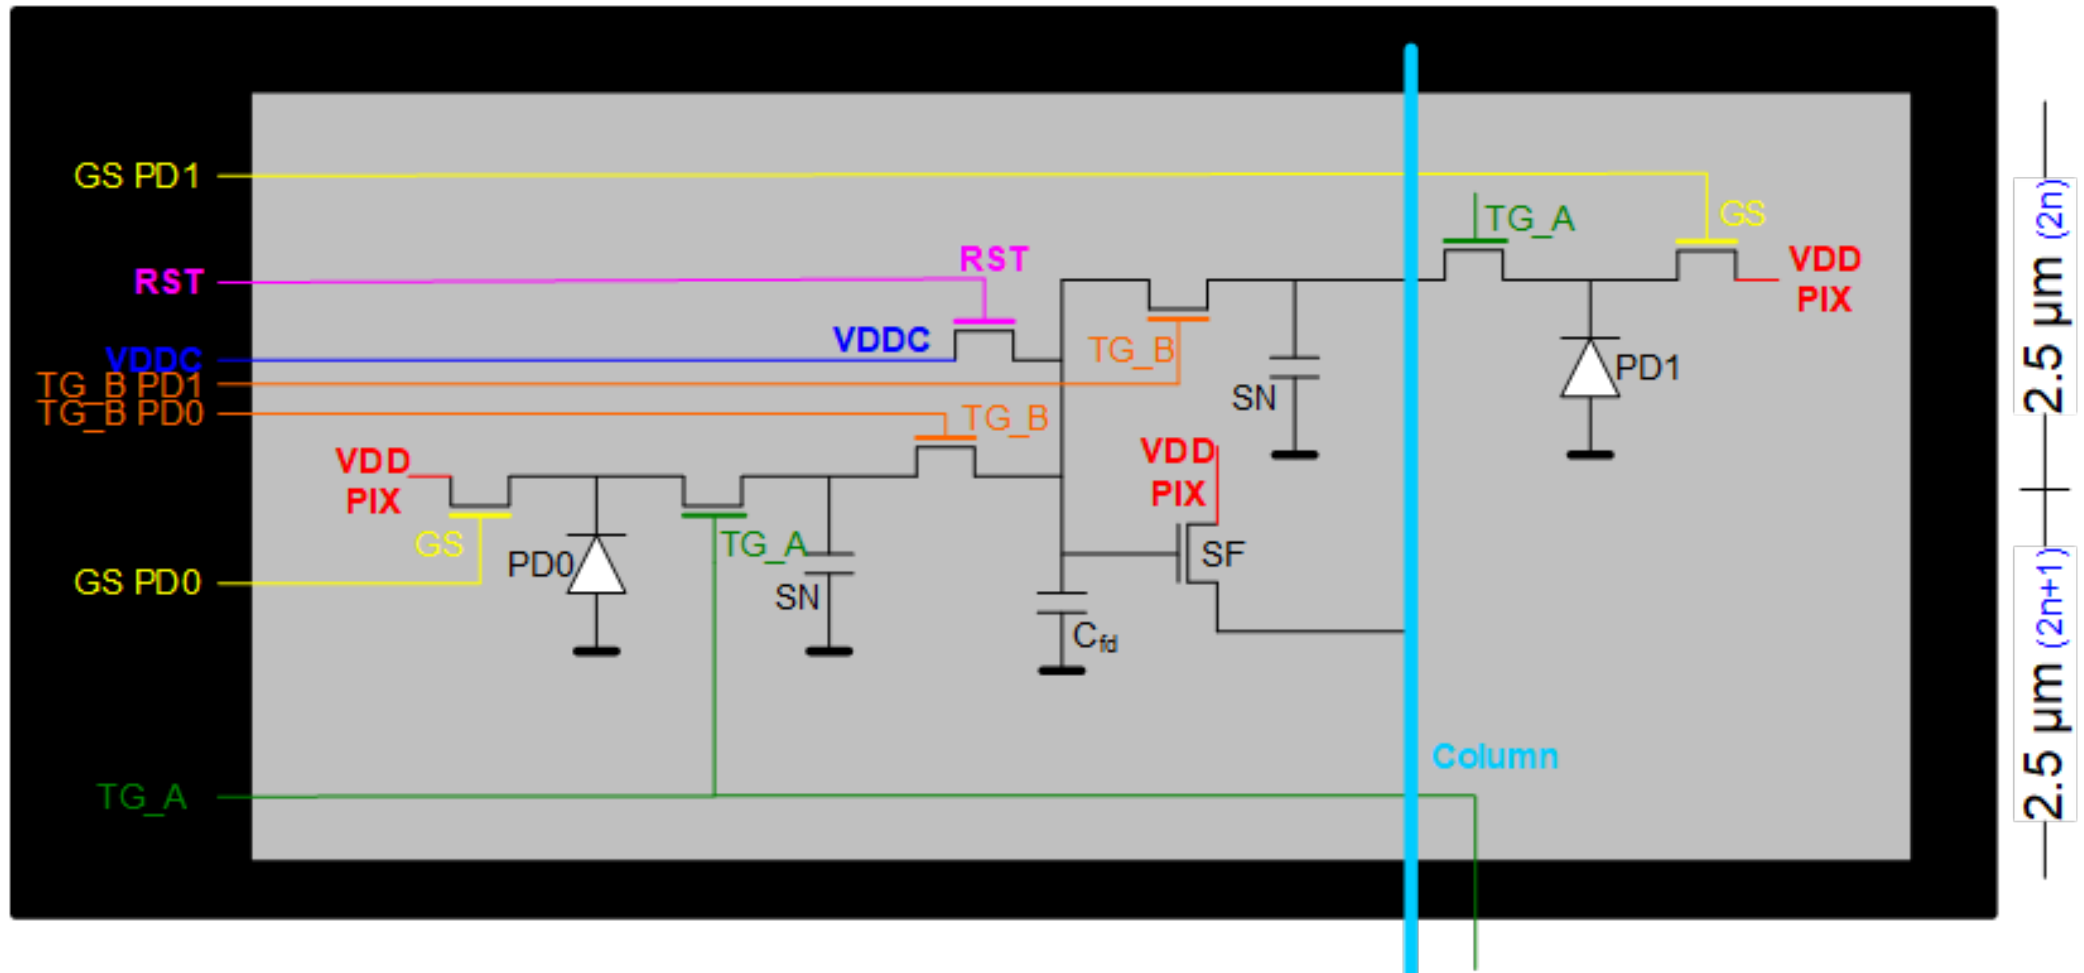 GS PD1
TG_A
GS
RST
RST
VDD
PIX
VDDC
VDDC
TG_B
TG_B PD1
TG_B PD0
TG_B
SN
PD1
VDD
PIX
VDD
PIX
GS
PD0
TG_A
SF
GS PD0
SN
Cfd
Column
TG_A
2.5 µm (2n)
2.5 µm (2n+1)